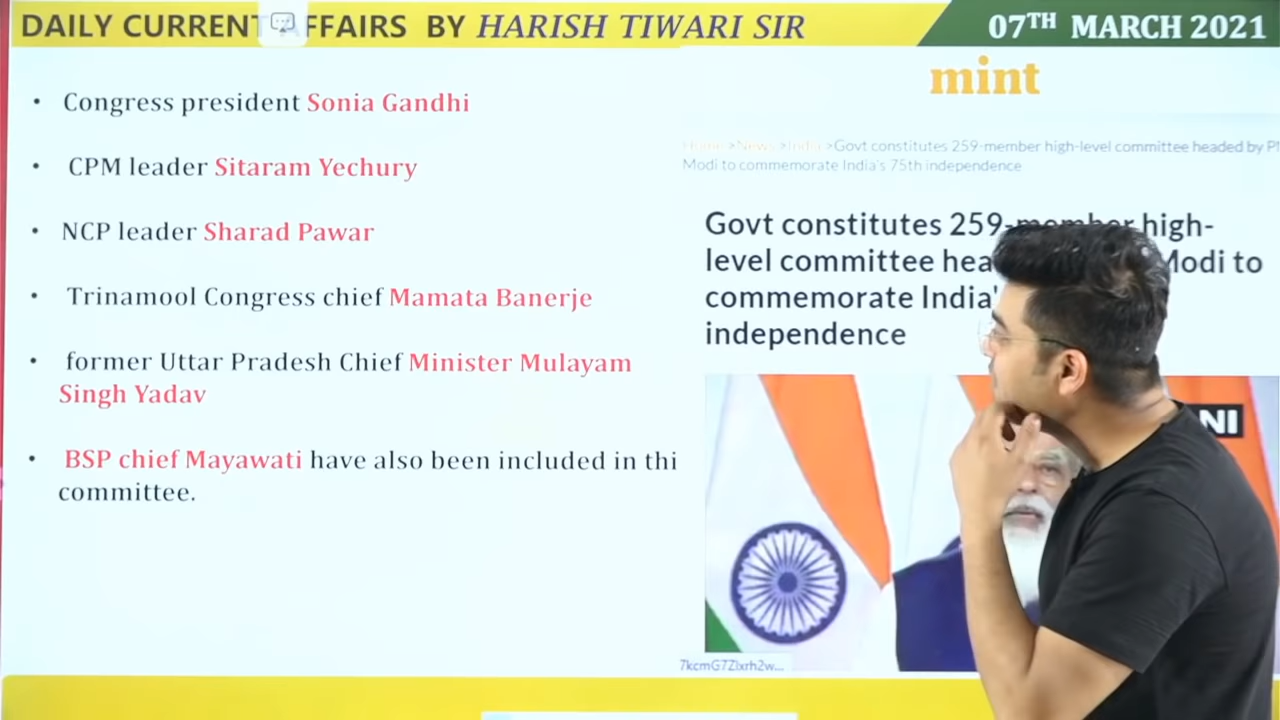 DAILY CURRENT AFFAIRS BY HARISH TIWARI SIR
07TH MARCH 2021
• Congress president Sonia Gandhi
• CPM leader Sitaram Yechury
• NCP leader Sharad Pawar
• Trinamool Congress chief Mamata Banerje
• former Uttar Pradesh Chief Minister Mulayam
Singh Yadav
• BSP chief Mayawati have also been included in thi
committee.
mint
Home >News >India >Govt constitutes 259-member high-level committee headed by P
Modi to commemorate India's 75th independence
Govt constitutes 259-member high-
level committee hea Modi to
commemorate India'
independence
NI
7kcmG7Zlxrh2w...